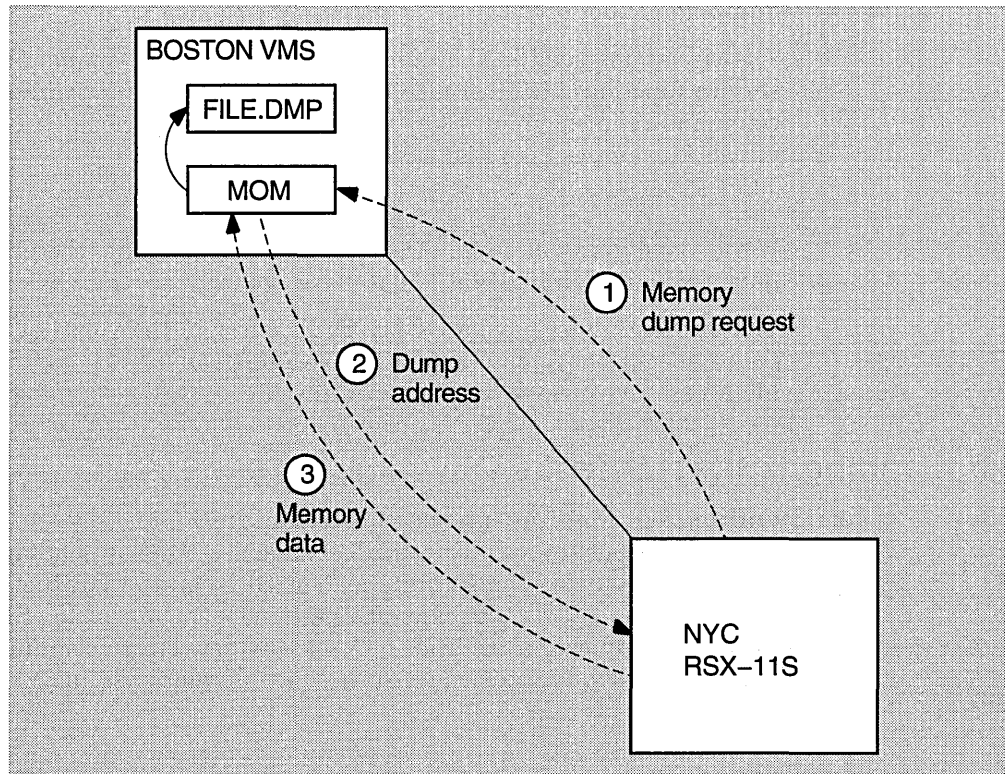 BOSTON VMS
FILE.DMP
MOM
1 Memory
dump request
2 Dump
address
3
Memory
data
NYC
RSX–11S